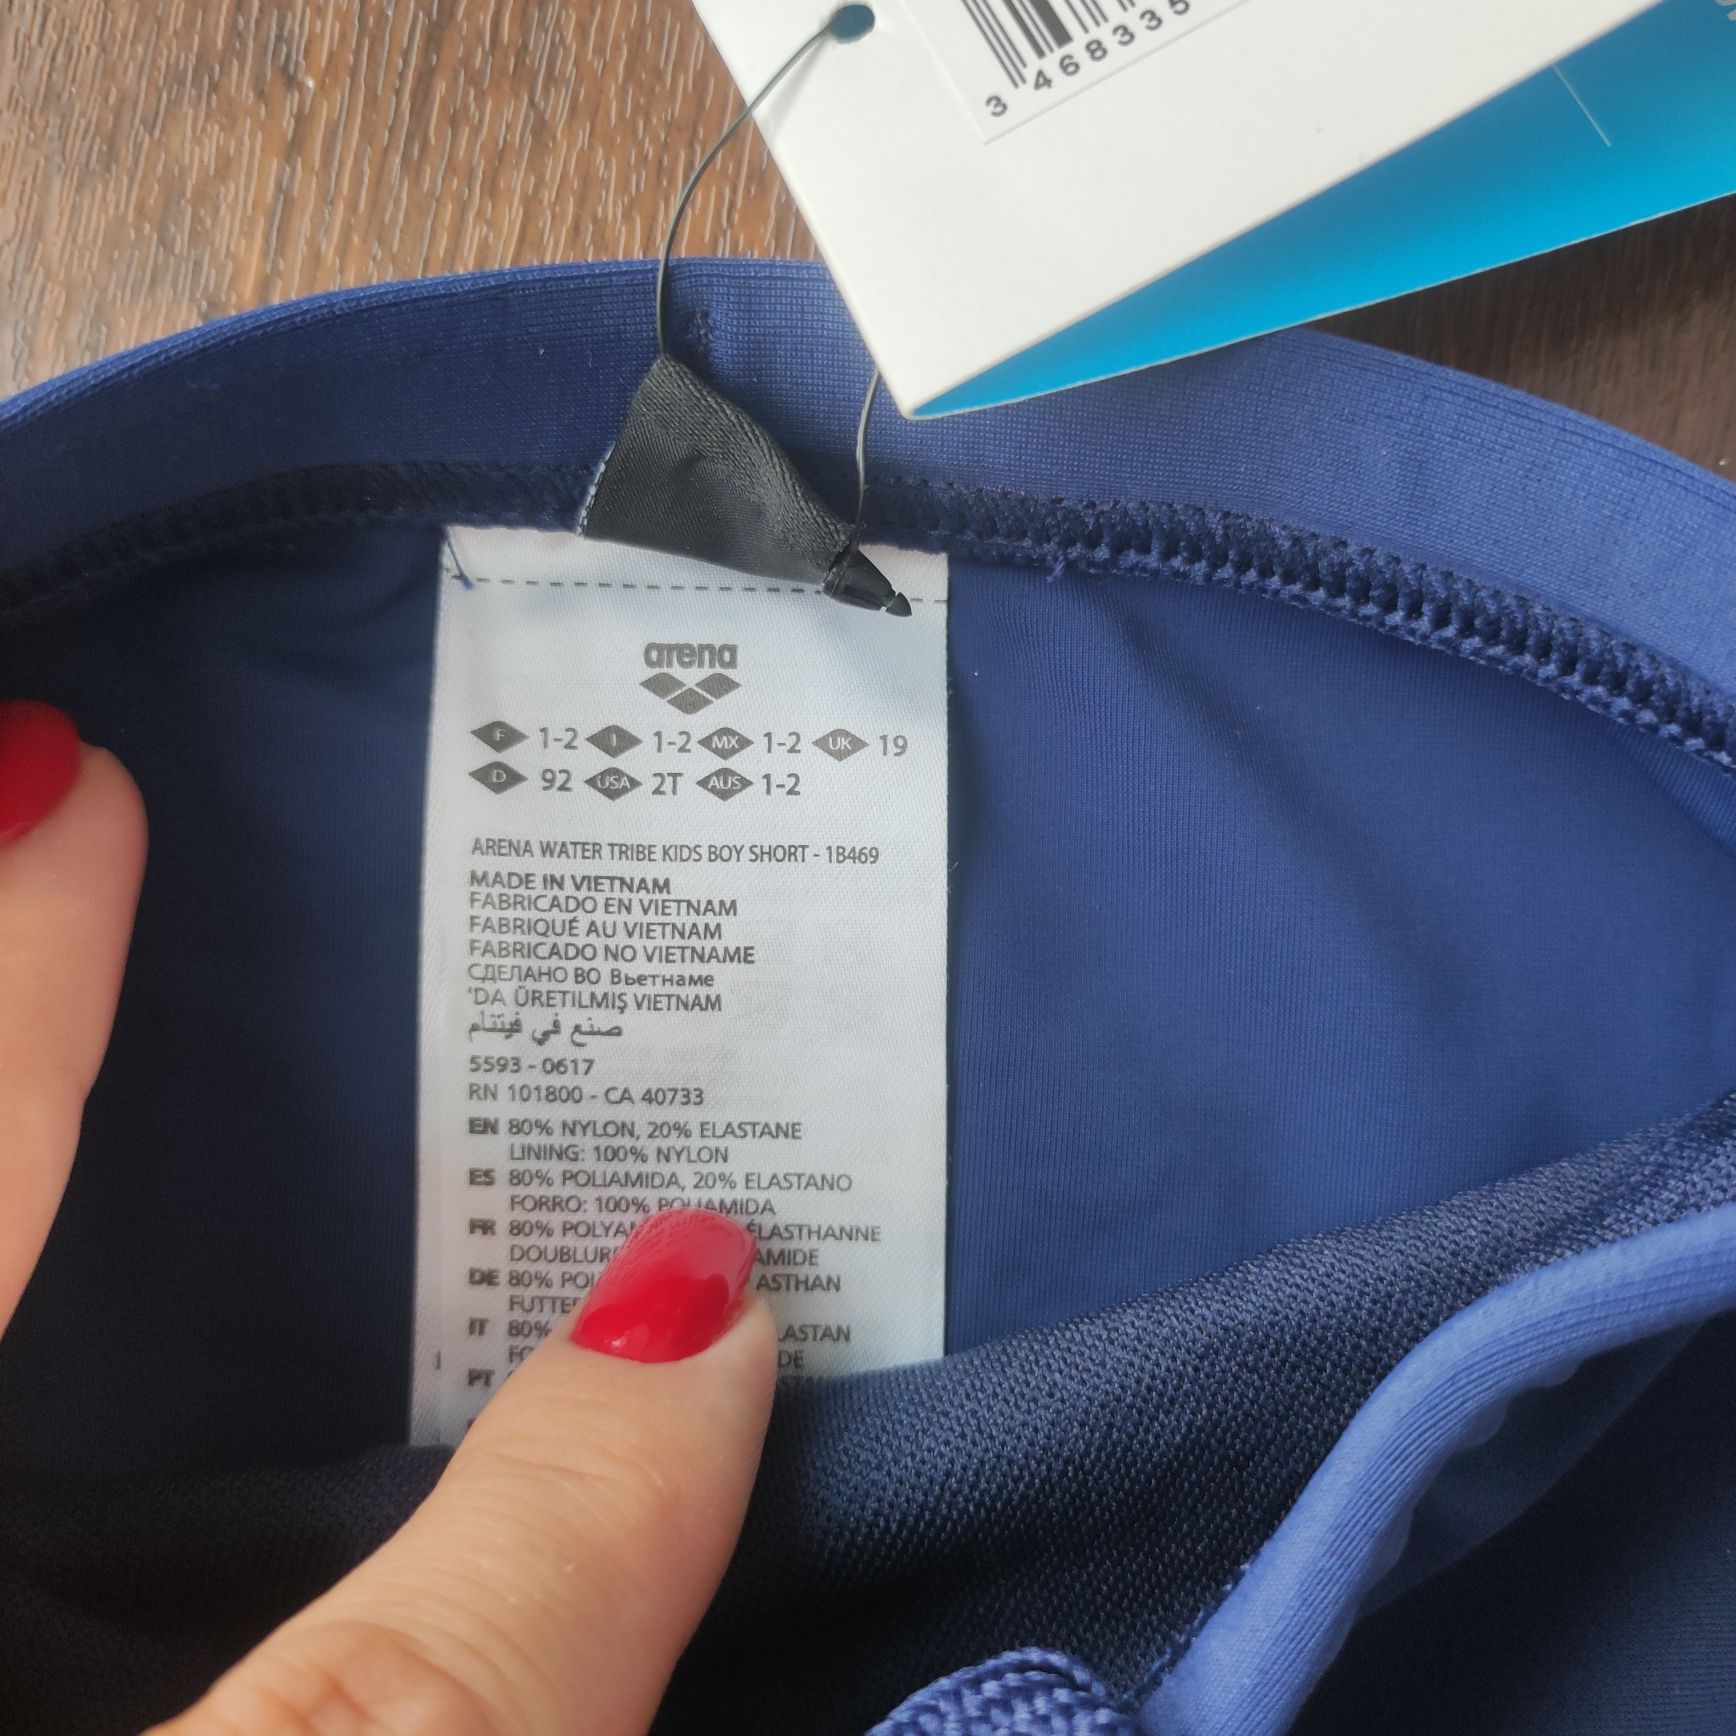 3 468335
arena
F 1-2 I 1-2 MX 1-2 UK 19
D 92 USA 2T AUS 1-2
ARENA WATER TRIBE KIDS BOY SHORT - 1B469
MADE IN VIETNAM
FABRICADO EN VIETNAM
FABRIQUÉ AU VIETNAM
FABRICADO NO VIETNAME
СДЕЛАНО ВО Вьетнаме
'DA ÜRETILMIŞ VIETNAM
صنع في فيتنام
5593 - 0617
RN 101800 - CA 40733
EN 80% NYLON, 20% ELASTANE
LINING: 100% NYLON
ES 80% POLIAMIDA, 20% ELASTANO
FORRO: 100% POLIAMIDA
FR 80% ÉLASTHANNE
DE 80%
IT 80%
PT